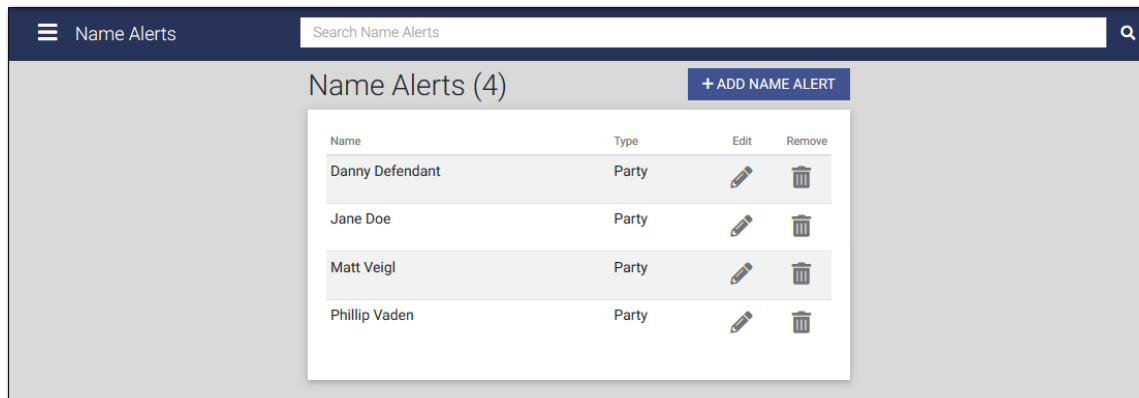 Name Alerts
Search Name Alerts
Name Alerts (4)
+ ADD NAME ALERT
Name Type Edit Remove
Danny Defendant Party
Jane Doe Party
Matt Veigl Party
Phillip Vaden Party